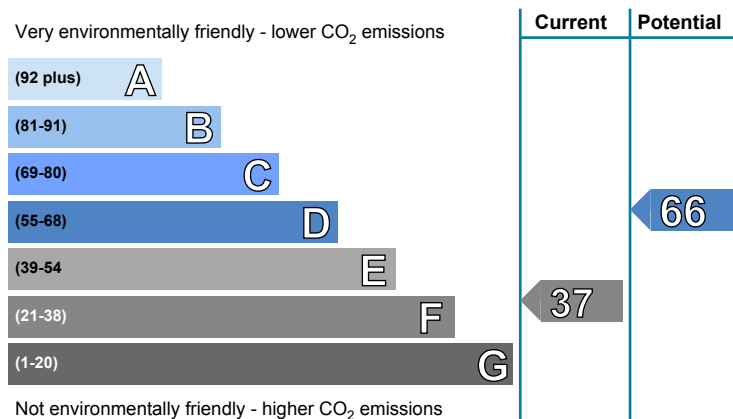 Current Potential
Very environmentally friendly - lower CO2 emissions
(92 plus) A
(81-91) B
(69-80) C
(55-68) D
66
(39-54 E
(21-38) F
37
(1-20) G
Not environmentally friendly - higher CO2 emissions